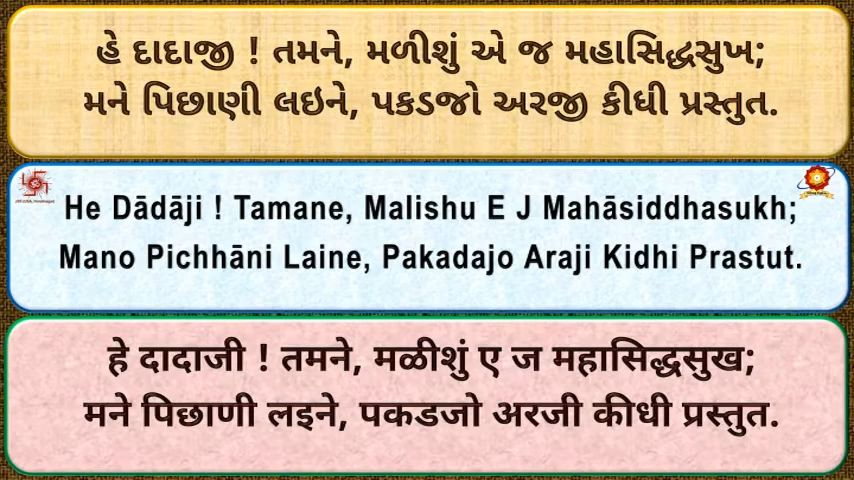 હે દાદાજી ! તમને, મળીશું એ જ મહાસિદ્ધસુખ;
મને પિછાણી લઇને, પકડજો અરજી કીધી પ્રસ્તુત.
He Dādāji ! Tamane, Malishu E J Mahāsiddhasukh;
Mano Pichhāni Laine, Pakadajo Araji Kidhi Prastut.
हे दादाजी ! तमने, मळीशुं ए ज महासिद्धसुख;
मने पिछाणी लइने, पकडजो अरजी कीधी प्रस्तुत.